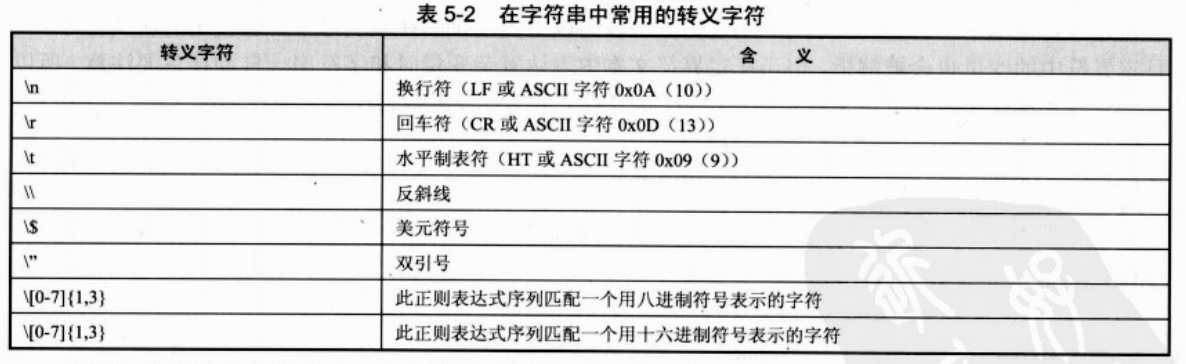 表 5-2 在字符串中常用的转义字符
转义字符 含 义
\n 换行符（LF 或 ASCII 字符 0x0A（10））
\r 回车符（CR 或 ASCII 字符 0x0D（13））
\t 水平制表符（HT 或 ASCII 字符 0x09（9））
\\ 反斜线
\$ 美元符号
\” 双引号
\[0-7]{1,3} 此正则表达式序列匹配一个用八进制符号表示的字符
\[0-7]{1,3} 此正则表达式序列匹配一个用十六进制符号表示的字符